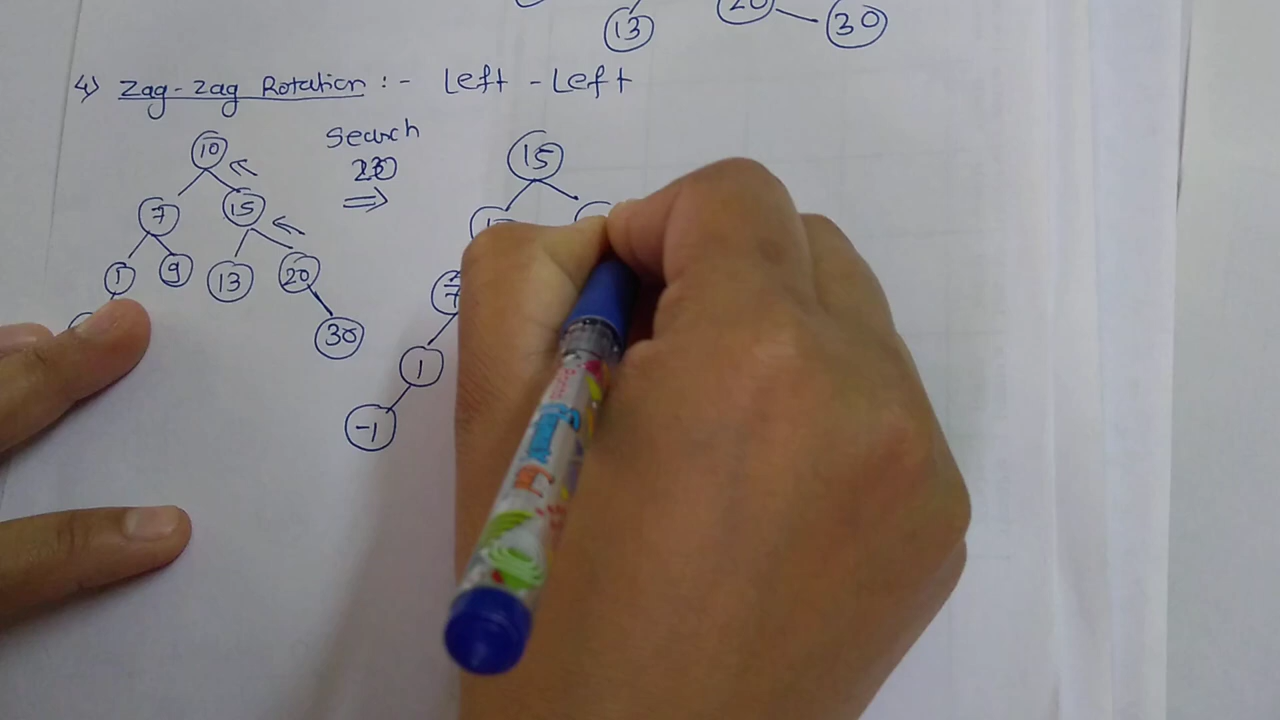 13 20 30
4) Zag-Zag Rotation :- Left - Left
10 Search 15
20
7 15
1 9 13 20 7
30 1
-1